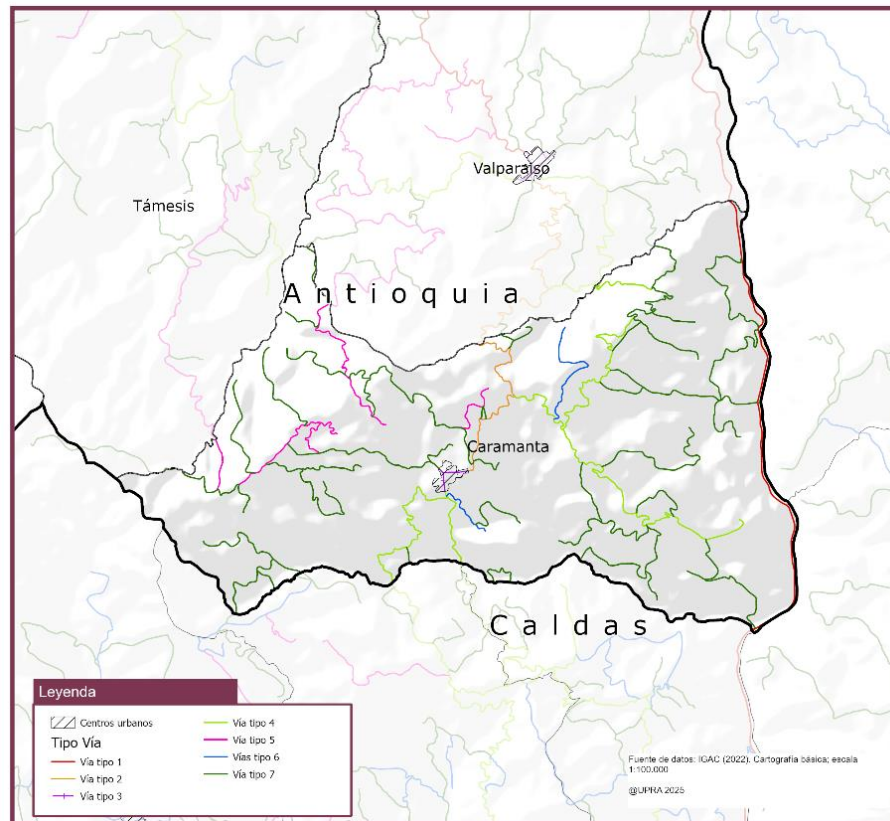 Valparaiso
Támesis
Antioquia
Caramanta
Caldas
Leyenda
Centros urbanos
Tipo Vía
Vía tipo 1
Vía tipo 2
Vía tipo 3
Vía tipo 4
Vía tipo 5
Vías tipo 6
Vía tipo 7
Fuente de datos: IGAC (2022). Cartografía básica; escala
1:100.000
@UPRA 2025